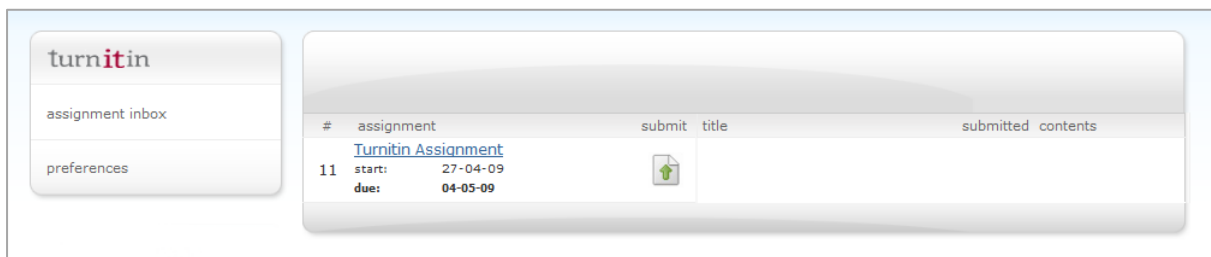 turnitin
assignment inbox
preferences
# assignment submit title submitted contents
Turnitin Assignment
11 start: 27-04-09
due: 04-05-09